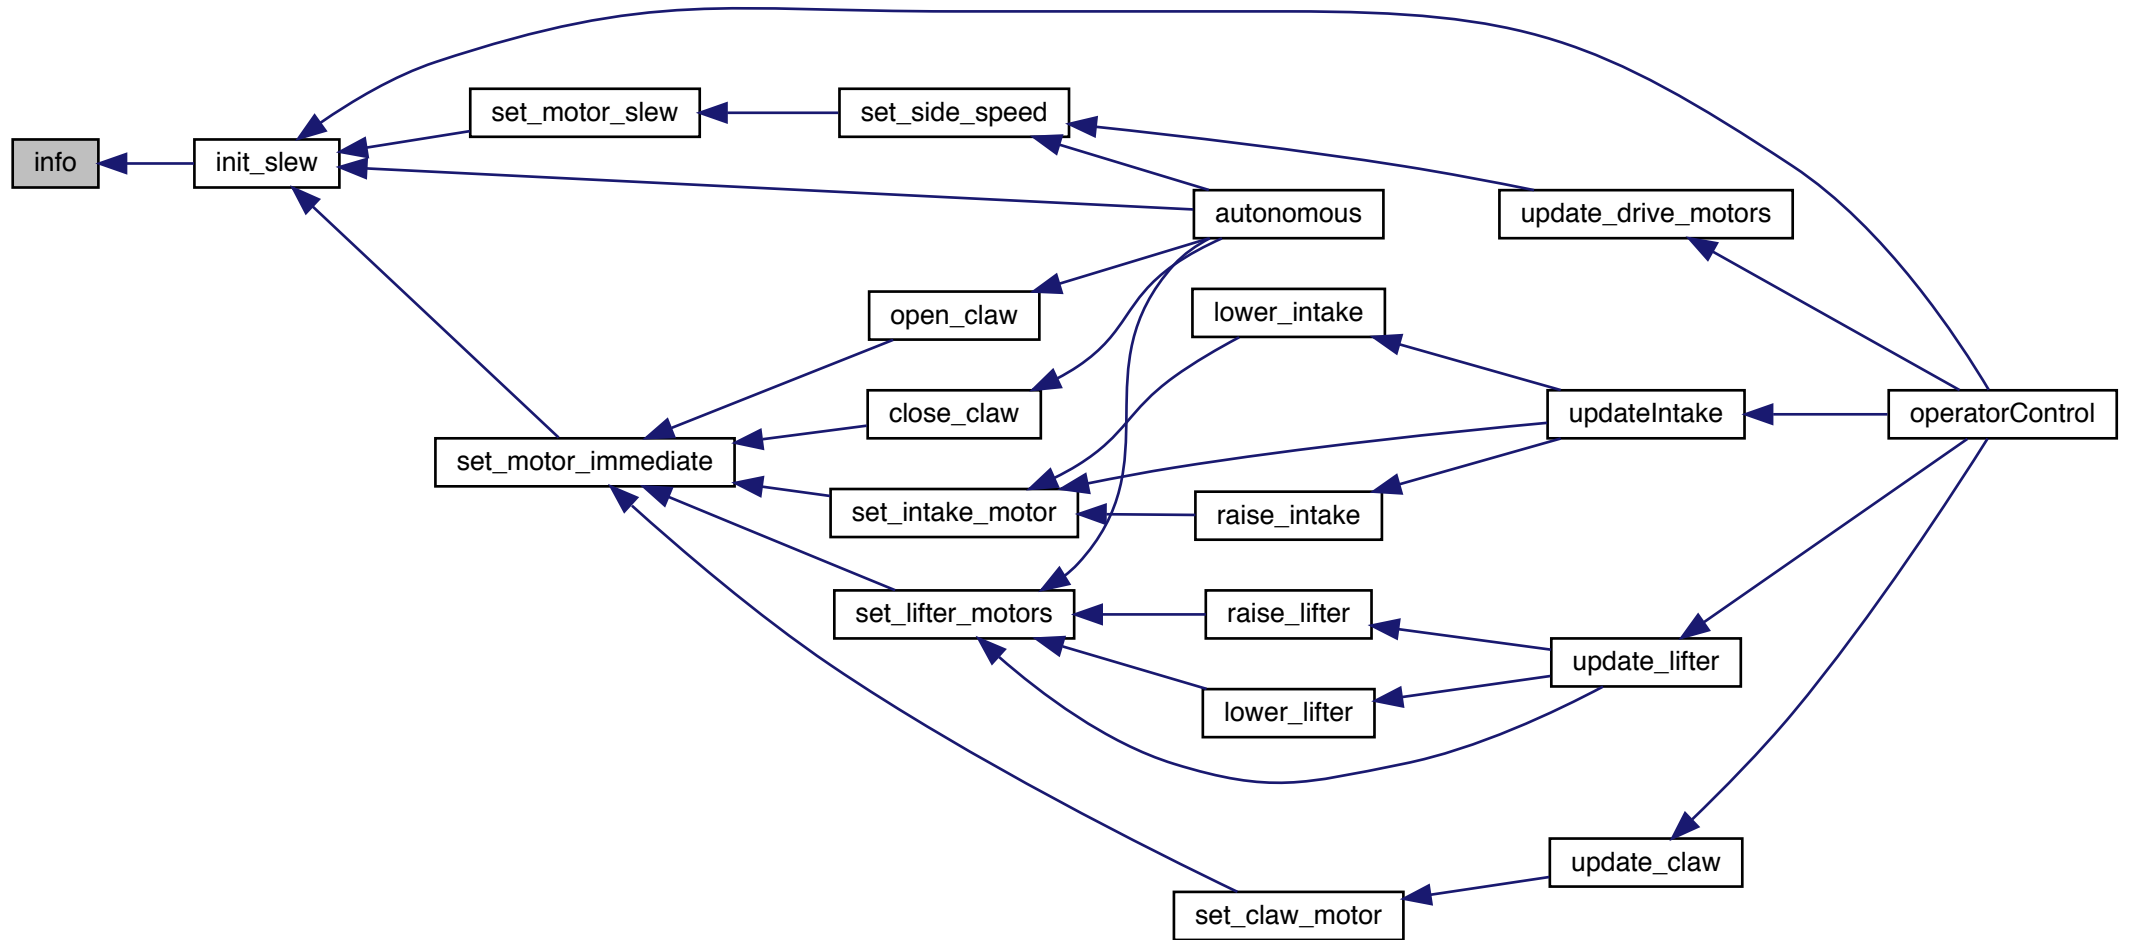 info
init_slew
set_motor_slew
set_side_speed
autonomous
update_drive_motors
open_claw
lower_intake
close_claw
updateIntake
operatorControl
set_motor_immediate
set_intake_motor
raise_intake
set_lifter_motors
raise_lifter
update_lifter
lower_lifter
update_claw
set_claw_motor